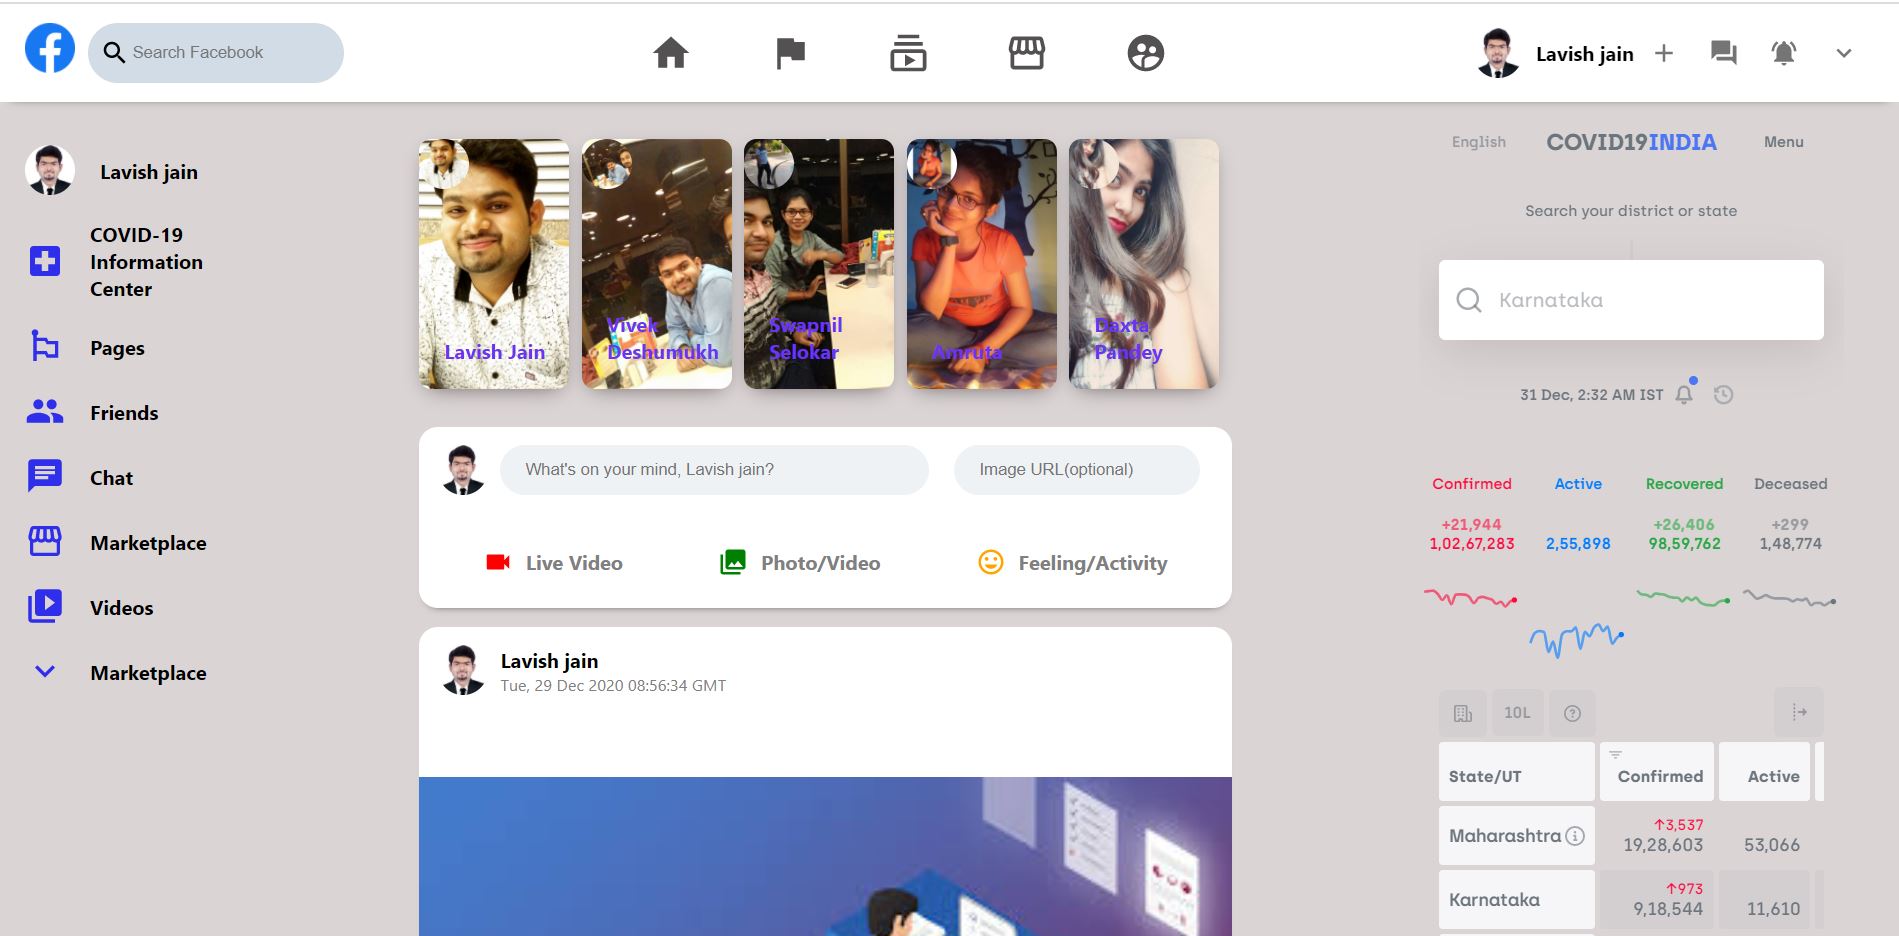 Search Facebook
Lavish jain
Lavish jain
COVID-19
Information
Center
Pages
Friends
Chat
Marketplace
Videos
Marketplace
Lavish Jain
Vivek
Deshumukh
Swapnil
Selokar
Amruta
Daxta
Pandey
What's on your mind, Lavish jain?
Image URL(optional)
Live Video
Photo/Video
Feeling/Activity
Lavish jain
Tue, 29 Dec 2020 08:56:34 GMT
English COVID19INDIA Menu
Search your district or state
Karnataka
31 Dec, 2:32 AM IST
Confirmed Active Recovered Deceased
+21,944 +26,406 +299
1,02,67,283 2,55,898 98,59,762 1,48,774
10L
State/UT Confirmed Active
↑3,537
Maharashtra 19,28,603 53,066
↑973
Karnataka 9,18,544 11,610